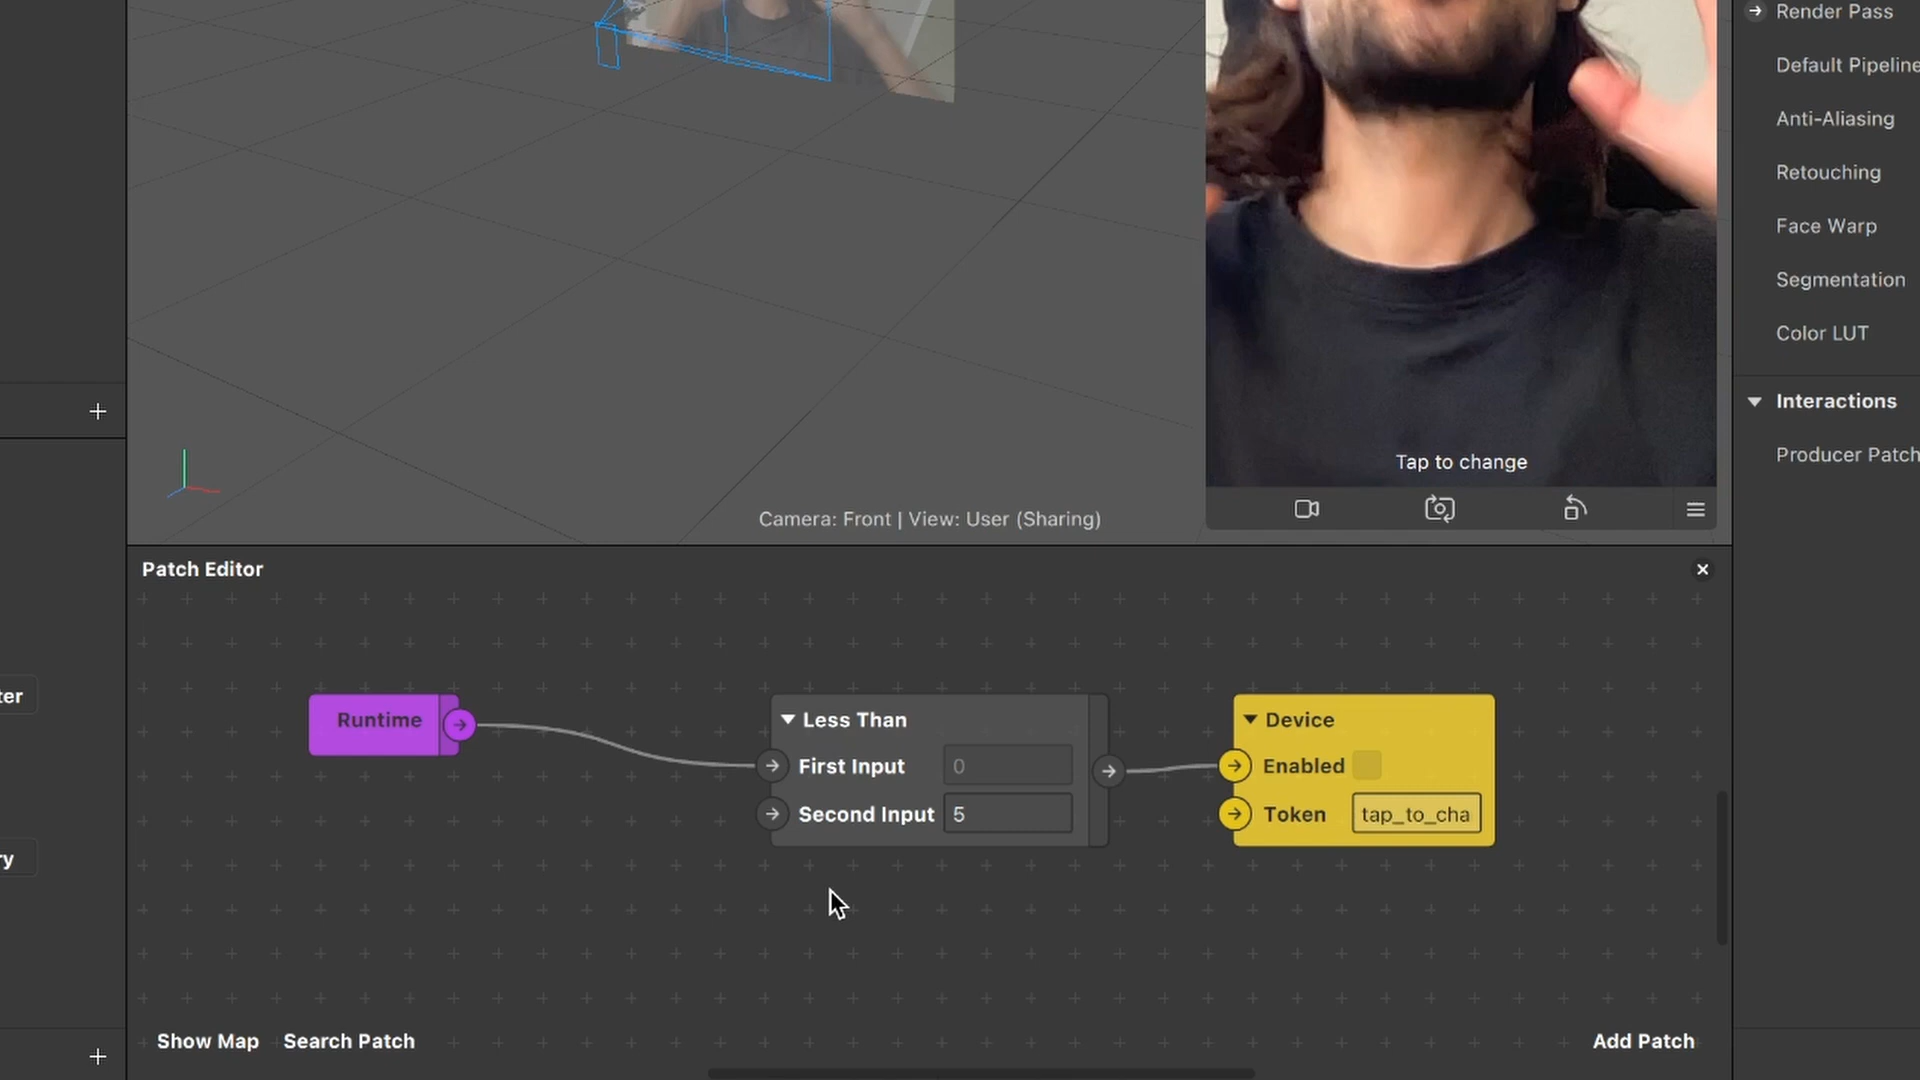 Render Pass
Default Pipeline
Anti-Aliasing
Retouching
Face Warp
Segmentation
Color LUT
Interactions
Producer Patch
Tap to change
Camera: Front | View: User (Sharing)
Patch Editor
Runtime
Less Than
First Input 0
Second Input 5
Device
Enabled
Token tap_to_cha
ter
ry
Show Map Search Patch
Add Patch